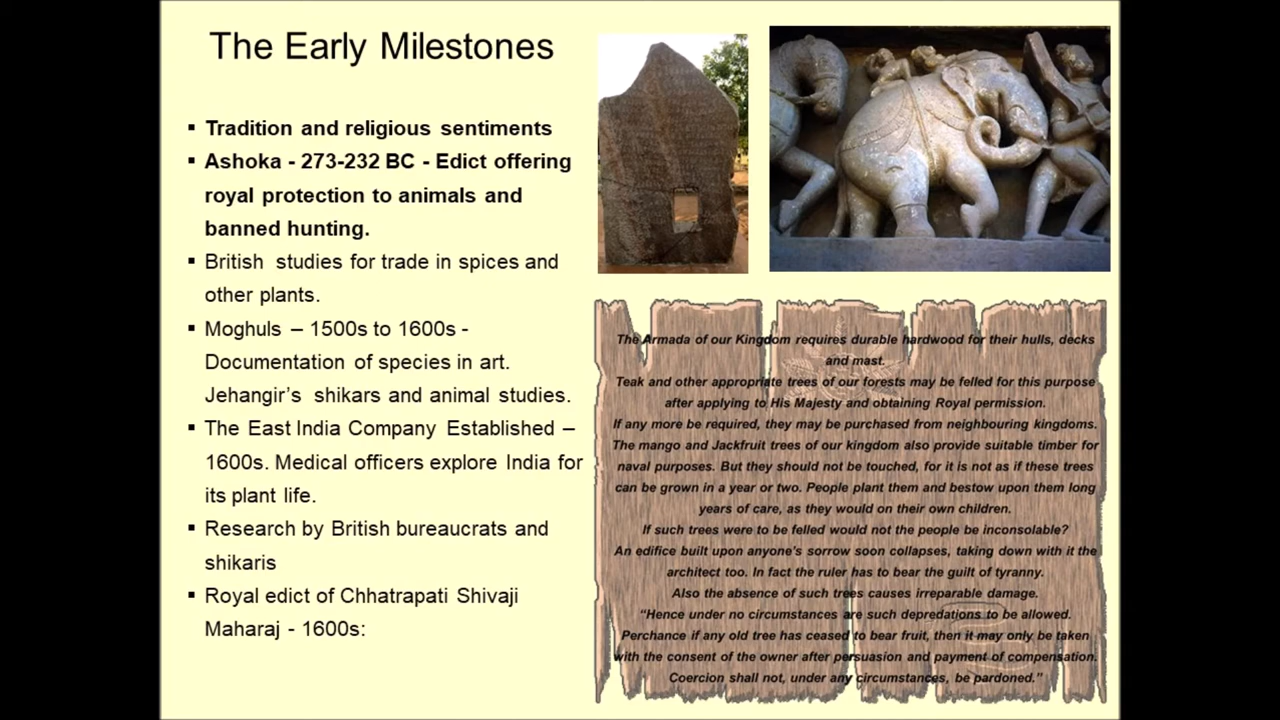 The Early Milestones
▪ Tradition and religious sentiments
▪ Ashoka - 273-232 BC - Edict offering
royal protection to animals and
banned hunting.
▪ British studies for trade in spices and
other plants.
▪ Moghuls – 1500s to 1600s -
Documentation of species in art.
Jehangir’s shikars and animal studies.
▪ The East India Company Established –
1600s. Medical officers explore India for
its plant life.
▪ Research by British bureaucrats and
shikaris
▪ Royal edict of Chhatrapati Shivaji
Maharaj - 1600s:
The Armada of our Kingdom requires durable hardwood for their hulls, decks
and mast.
Teak and other appropriate trees of our forests may be felled for this purpose
after applying to His Majesty and obtaining Royal permission.
If any more be required, they may be purchased from neighbouring kingdoms.
The mango and Jackfruit trees of our kingdom also provide suitable timber for
naval purposes. But they should not be touched, for it is not as if these trees
can be grown in a year or two. People plant them and bestow upon them long
years of care, as they would on their own children.
If such trees were to be felled would not the people be inconsolable?
An edifice built upon anyone's sorrow soon collapses, taking down with it the
architect too. In fact the ruler has to bear the guilt of tyranny.
Also the absence of such trees causes irreparable damage.
“Hence under no circumstances are such depredations to be allowed.
Perchance if any old tree has ceased to bear fruit, then it may only be taken
with the consent of the owner after persuasion and payment of compensation.
Coercion shall not, under any circumstances, be pardoned.”